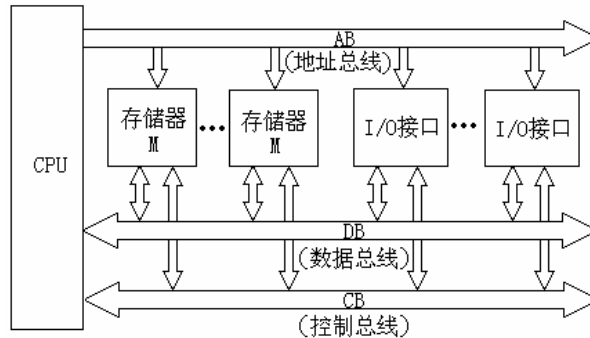 AB
(地址总线)
存储器
M
存储器
M
I/O接口
I/O接口
CPU
DB
(数据总线)
CB
(控制总线)